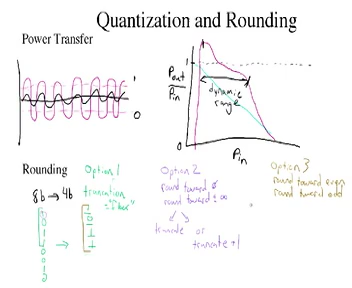 Quantization and Rounding
Power Transfer
1
0
1
Pout
Pin
dynamic
range
0
Pin
Rounding
8b → 4b
Option 1
truncation
Option 2
round toward 0
round toward ± ∞
truncate or
truncate +1
Option 3
round toward even
round toward odd